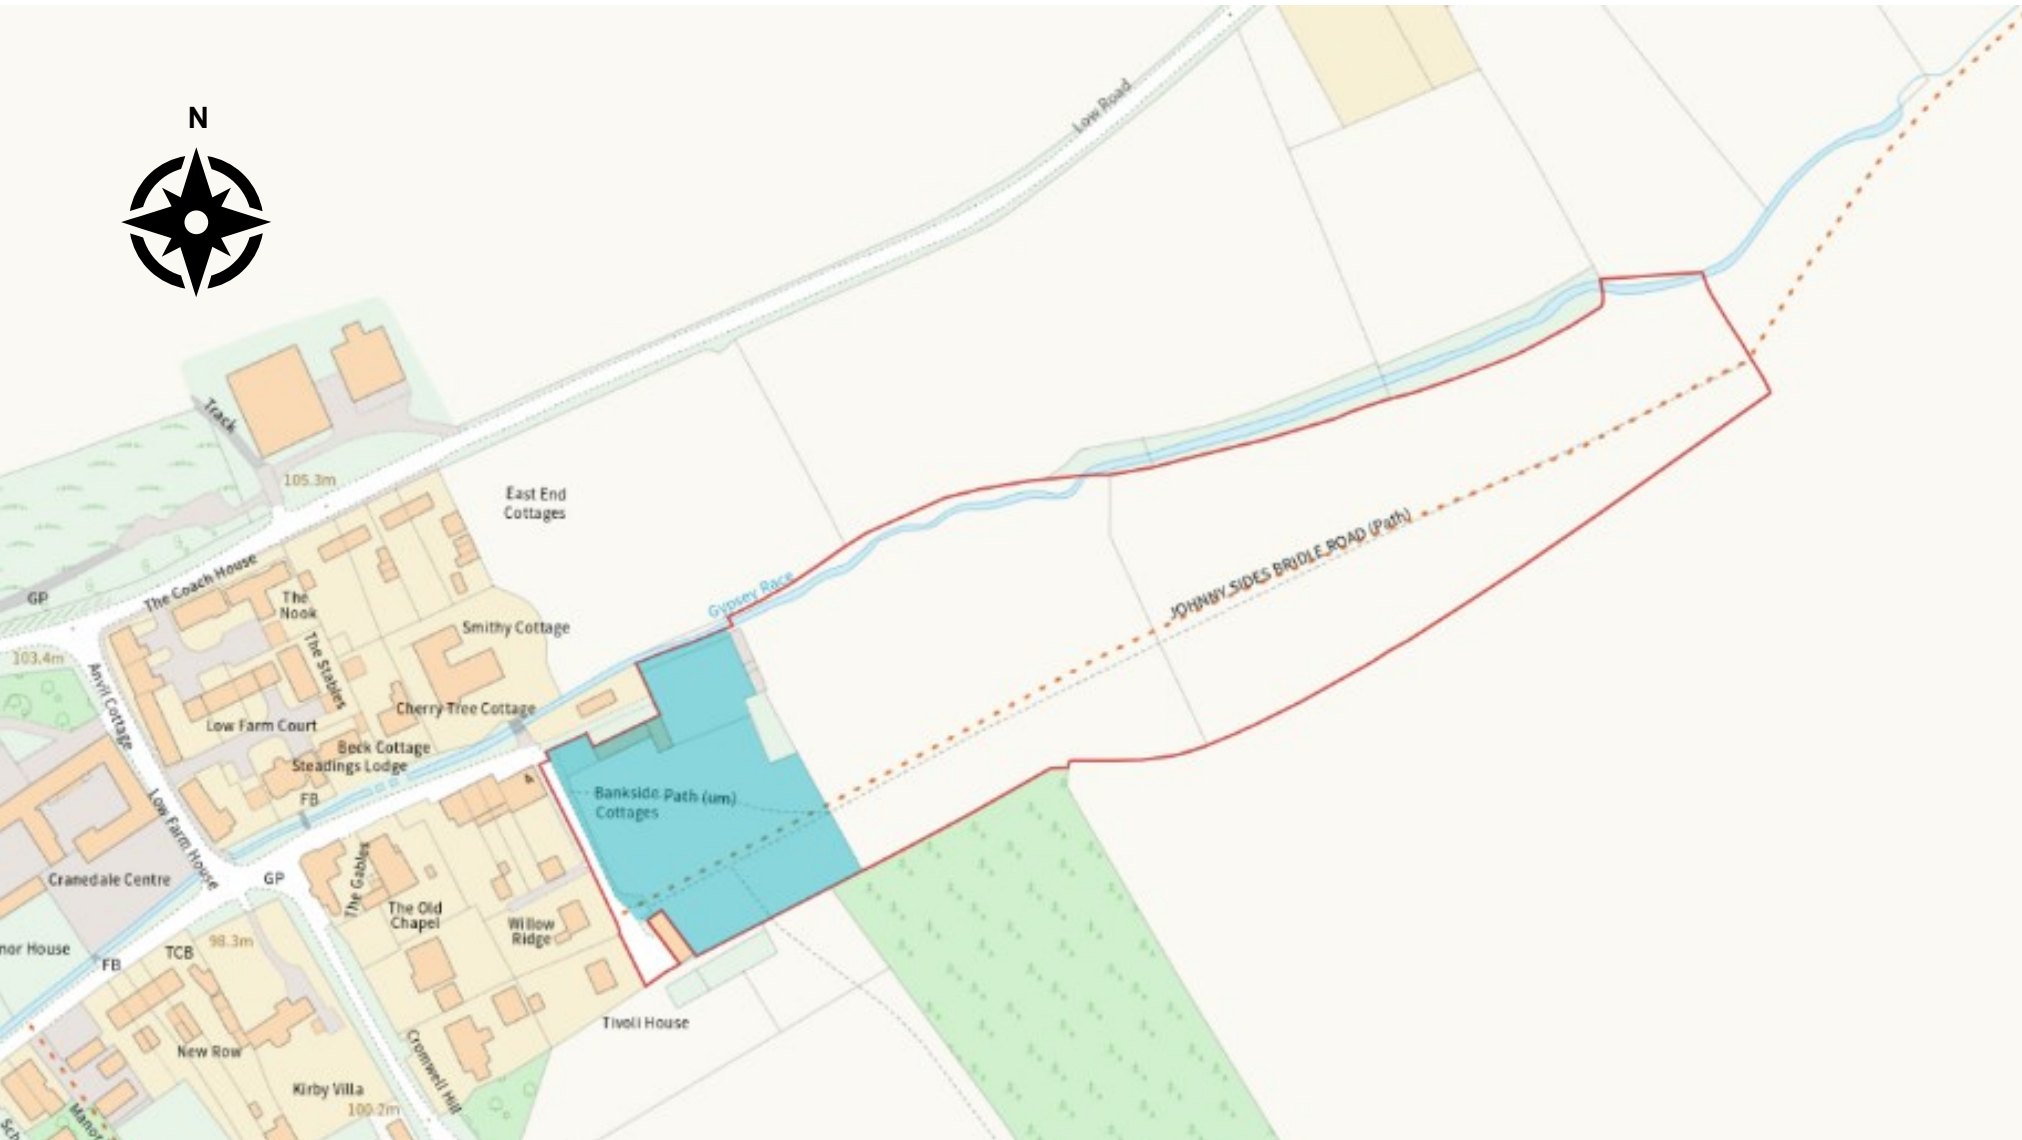 N
Low Road
Track
105.3m
East End
Cottages
GP
The Coach House
The
Nook
Gypsey Race
JOHNNY SIDES BRIDLE ROAD (Path)
Smithy Cottage
The Stables
103.4m
Anvil Cottage
Cherry Tree Cottage
Low Farm Court
Beck Cottage
Steadings Lodge
4
FB
Bankside
Cottages
Path (um)
Low Farm House
Cranedale Centre
GP
The Gables
The Old
Chapel
Willow
Ridge
nor House
98.3m
TCB
FB
Tivoli House
New Row
Cromwell Hill
Kirby Villa
100.2m
Manor
Sch